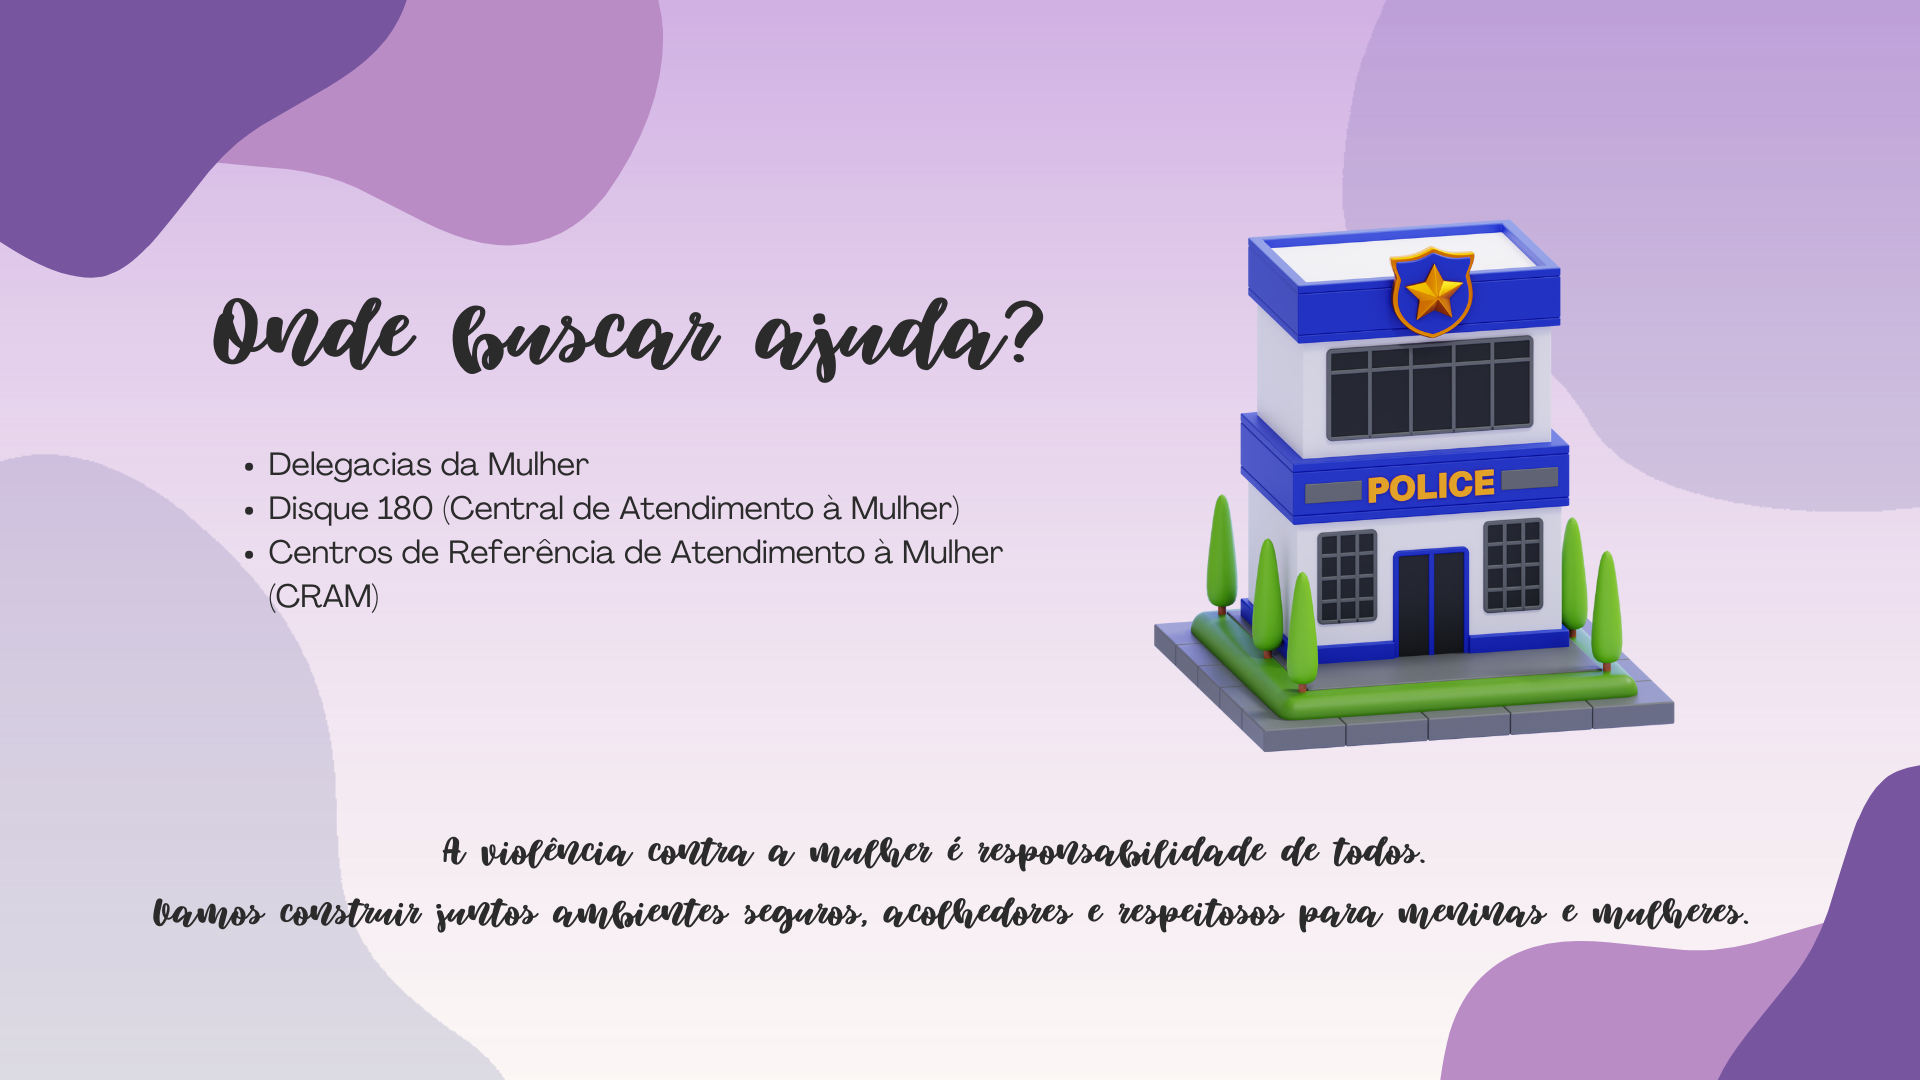 Onde buscar ajuda?
• Delegacias da Mulher
• Disque 180 (Central de Atendimento à Mulher)
• Centros de Referência de Atendimento à Mulher
(CRAM)
POLICE
A violência contra a mulher é responsabilidade de todos.
Vamos construir juntos ambientes seguros, acolhedores e respeitosos para meninas e mulheres.